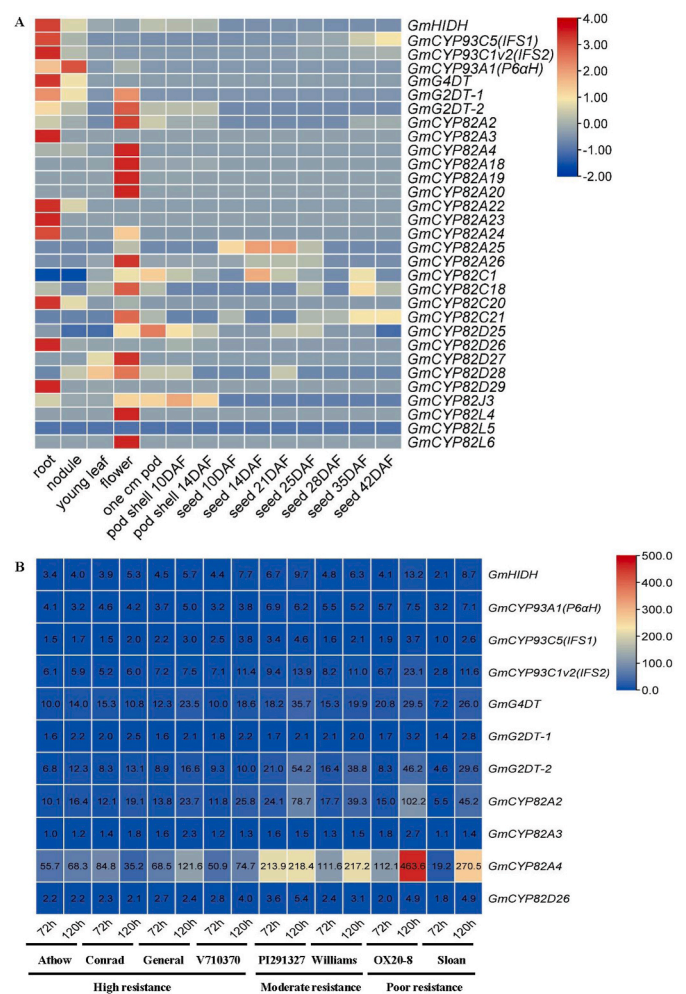 A
GmHIDH
GmCYP93C5(IFS1)
GmCYP93C1v2(IFS2)
GmCYP93A1(P6αH)
GmG4DT
GmG2DT-1
GmG2DT-2
GmCYP82A2
GmCYP82A3
GmCYP82A4
GmCYP82A18
GmCYP82A19
GmCYP82A20
GmCYP82A22
GmCYP82A23
GmCYP82A24
GmCYP82A25
GmCYP82A26
GmCYP82C1
GmCYP82C18
GmCYP82C20
GmCYP82C21
GmCYP82D25
GmCYP82D26
GmCYP82D27
GmCYP82D28
GmCYP82D29
GmCYP82J3
GmCYP82L4
GmCYP82L5
GmCYP82L6
4.00
3.00
2.00
1.00
0.00
-1.00
-2.00
root
nodule
young leaf
flower
one cm pod
pod shell 10DAF
pod shell 14DAF
seed 10DAF
seed 14DAF
seed 21DAF
seed 25DAF
seed 28DAF
seed 35DAF
seed 42DAF
B
3.4 4.0 3.9 5.3 4.5 5.7 4.4 7.7 6.7 9.7 4.8 6.3 4.1 13.2 2.1 8.7 GmHIDH
4.1 3.2 4.6 4.2 3.7 5.0 3.2 3.8 6.9 6.2 5.5 5.2 5.7 7.5 3.2 7.1 GmCYP93A1(P6αH)
1.5 1.7 1.5 2.0 2.2 3.0 2.5 3.8 3.4 4.6 1.6 2.1 1.9 3.7 1.0 2.6 GmCYP93C5(IFS1)
6.1 5.9 5.2 6.0 7.2 7.5 7.1 11.4 9.4 13.9 8.2 11.0 6.7 23.1 2.8 11.6 GmCYP93C1v2(IFS2)
10.0 14.0 15.3 10.8 12.3 23.5 10.0 18.6 18.2 35.7 15.3 19.9 20.8 29.5 7.2 26.0 GmG4DT
1.6 2.2 2.0 2.5 1.6 2.1 1.8 2.2 1.7 2.1 2.1 2.0 1.7 3.2 1.4 2.8 GmG2DT-1
6.8 12.3 8.3 13.1 8.9 16.6 9.3 10.0 21.0 54.2 16.4 38.8 8.3 46.2 4.6 29.6 GmG2DT-2
10.1 16.4 12.1 19.1 13.8 23.7 11.8 25.8 24.1 78.7 17.7 39.3 15.0 102.2 5.5 45.2 GmCYP82A2
1.0 1.2 1.4 1.8 1.6 2.3 1.2 1.3 1.6 1.5 1.3 1.5 1.8 2.7 1.1 1.4 GmCYP82A3
55.7 68.3 84.8 35.2 68.5 121.6 50.9 74.7 213.9 218.4 111.6 217.2 112.1 463.6 19.2 270.5 GmCYP82A4
2.2 2.2 2.3 2.1 2.7 2.4 2.8 4.0 3.6 5.4 2.4 3.1 2.0 4.9 1.8 4.9 GmCYP82D26
500.0
400.0
300.0
200.0
100.0
0.0
72h 120h 72h 120h 72h 120h 72h 120h 72h 120h 72h 120h 72h 120h 72h 120h
Athow Conrad General V710370 PI291327 Williams OX20-8 Sloan
High resistance Moderate resistance Poor resistance